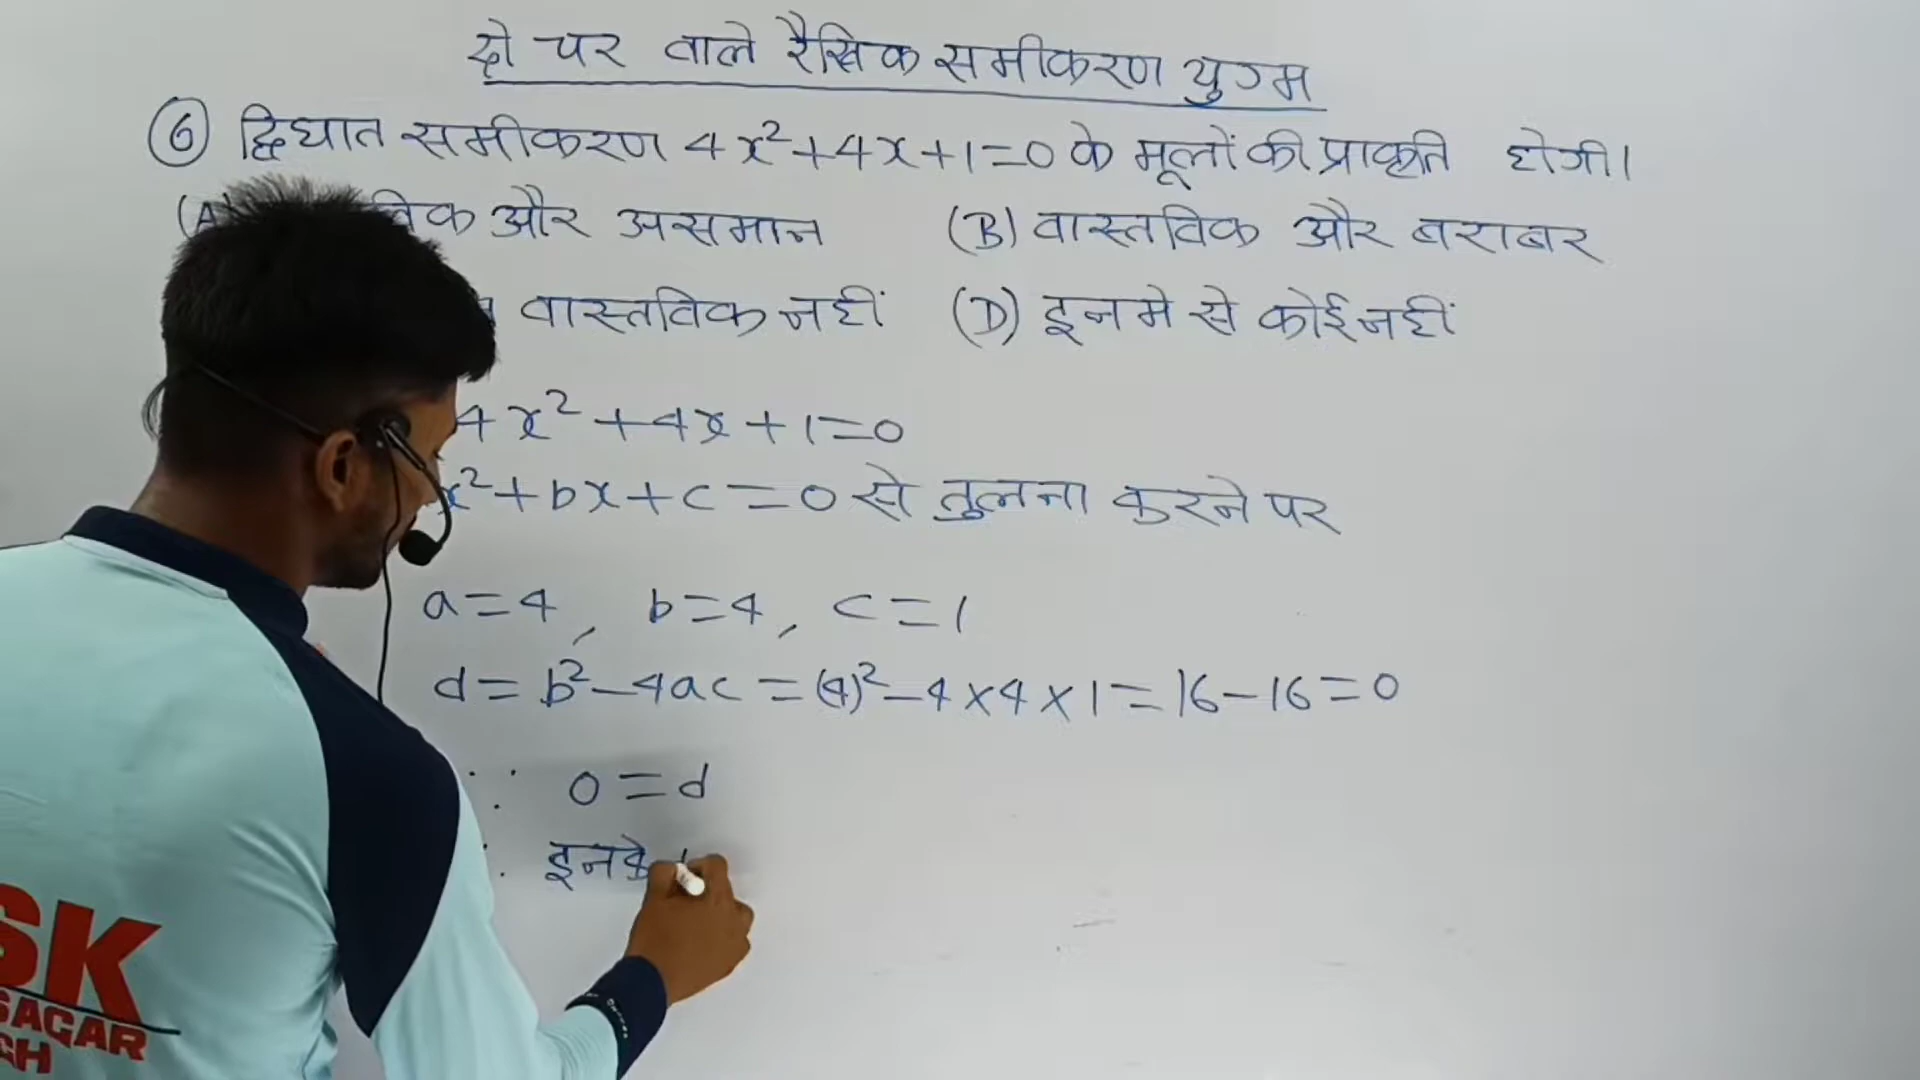 दो चर वाले रैखिक समीकरण युग्म
⑥ द्विघात समीकरण 4x²+4x+1=0 के मूलों की प्राकृति होगी।
(A) और असमान (B) वास्तविक और बराबर
वास्तविक नहीं (D) इनमे से कोई नहीं
4x²+4x+1=0
x²+bx+c=0 से तुलना करने पर
a=4, b=4, c=1
d=b²-4ac=(4)²-4×4×1=16-16=0
∵ 0=d
इनके
SK
SAGAR